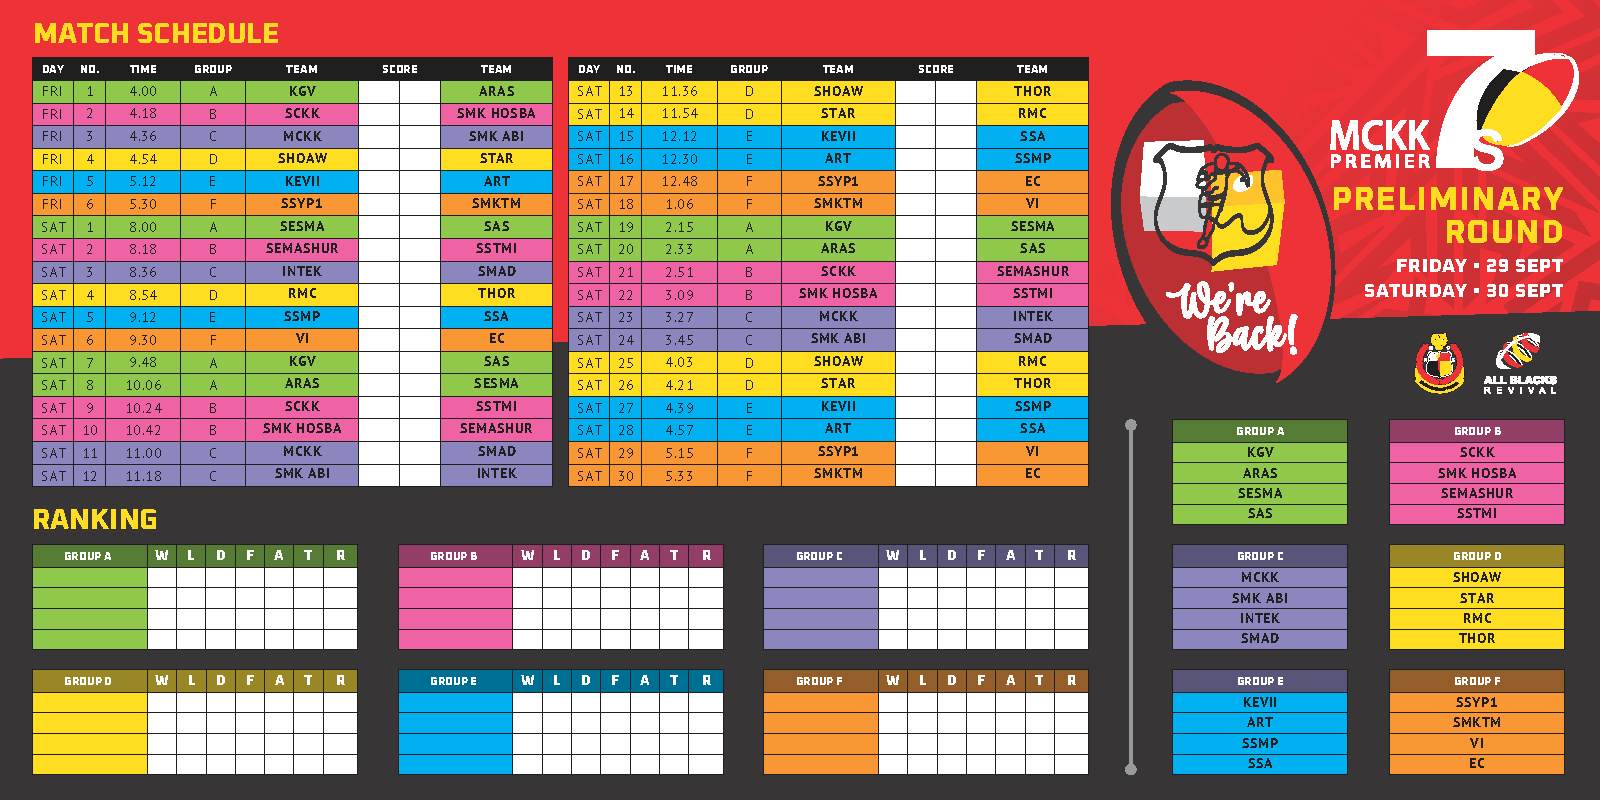 MATCH SCHEDULE
DAY NO. TIME GROUP TEAM SCORE TEAM
FRI 1 4.00 A KGV ARAS
FRI 2 4.18 B SCKK SMK HOSBA
FRI 3 4.36 C MCKK SMK ABI
FRI 4 4.54 D SHOAW STAR
FRI 5 5.12 E KEVII ART
FRI 6 5.30 F SSYP1 SMKTM
SAT 1 8.00 A SESMA SAS
SAT 2 8.18 B SEMASHUR SSTMI
SAT 3 8.36 C INTEK SMAD
SAT 4 8.54 D RMC THOR
SAT 5 9.12 E SSMP SSA
SAT 6 9.30 F VI EC
SAT 7 9.48 A KGV SAS
SAT 8 10.06 A ARAS SESMA
SAT 9 10.24 B SCKK SSTMI
SAT 10 10.42 B SMK HOSBA SEMASHUR
SAT 11 11.00 C MCKK SMAD
SAT 12 11.18 C SMK ABI INTEK
DAY NO. TIME GROUP TEAM SCORE TEAM
SAT 13 11.36 D SHOAW THOR
SAT 14 11.54 D STAR RMC
SAT 15 12.12 E KEVII SSA
SAT 16 12.30 E ART SSMP
SAT 17 12.48 F SSYP1 EC
SAT 18 1.06 F SMKTM VI
SAT 19 2.15 A KGV SESMA
SAT 20 2.33 A ARAS SAS
SAT 21 2.51 B SCKK SEMASHUR
SAT 22 3.09 B SMK HOSBA SSTMI
SAT 23 3.27 C MCKK INTEK
SAT 24 3.45 C SMK ABI SMAD
SAT 25 4.03 D SHOAW RMC
SAT 26 4.21 D STAR THOR
SAT 27 4.39 E KEVII SSMP
SAT 28 4.57 E ART SSA
SAT 29 5.15 F SSYP1 VI
SAT 30 5.33 F SMKTM EC
We're
Back!
MCKK 7s
PREMIER
PRELIMINARY
ROUND
FRIDAY • 29 SEPT
SATURDAY • 30 SEPT
ALL BLACKS
REVIVAL
RANKING
GROUP A W L D F A T R
GROUP B W L D F A T R
GROUP C W L D F A T R
GROUP D W L D F A T R
GROUP E W L D F A T R
GROUP F W L D F A T R
GROUP A
KGV
ARAS
SESMA
SAS
GROUP B
SCKK
SMK HOSBA
SEMASHUR
SSTMI
GROUP C
MCKK
SMK ABI
INTEK
SMAD
GROUP D
SHOAW
STAR
RMC
THOR
GROUP E
KEVII
ART
SSMP
SSA
GROUP F
SSYP1
SMKTM
VI
EC